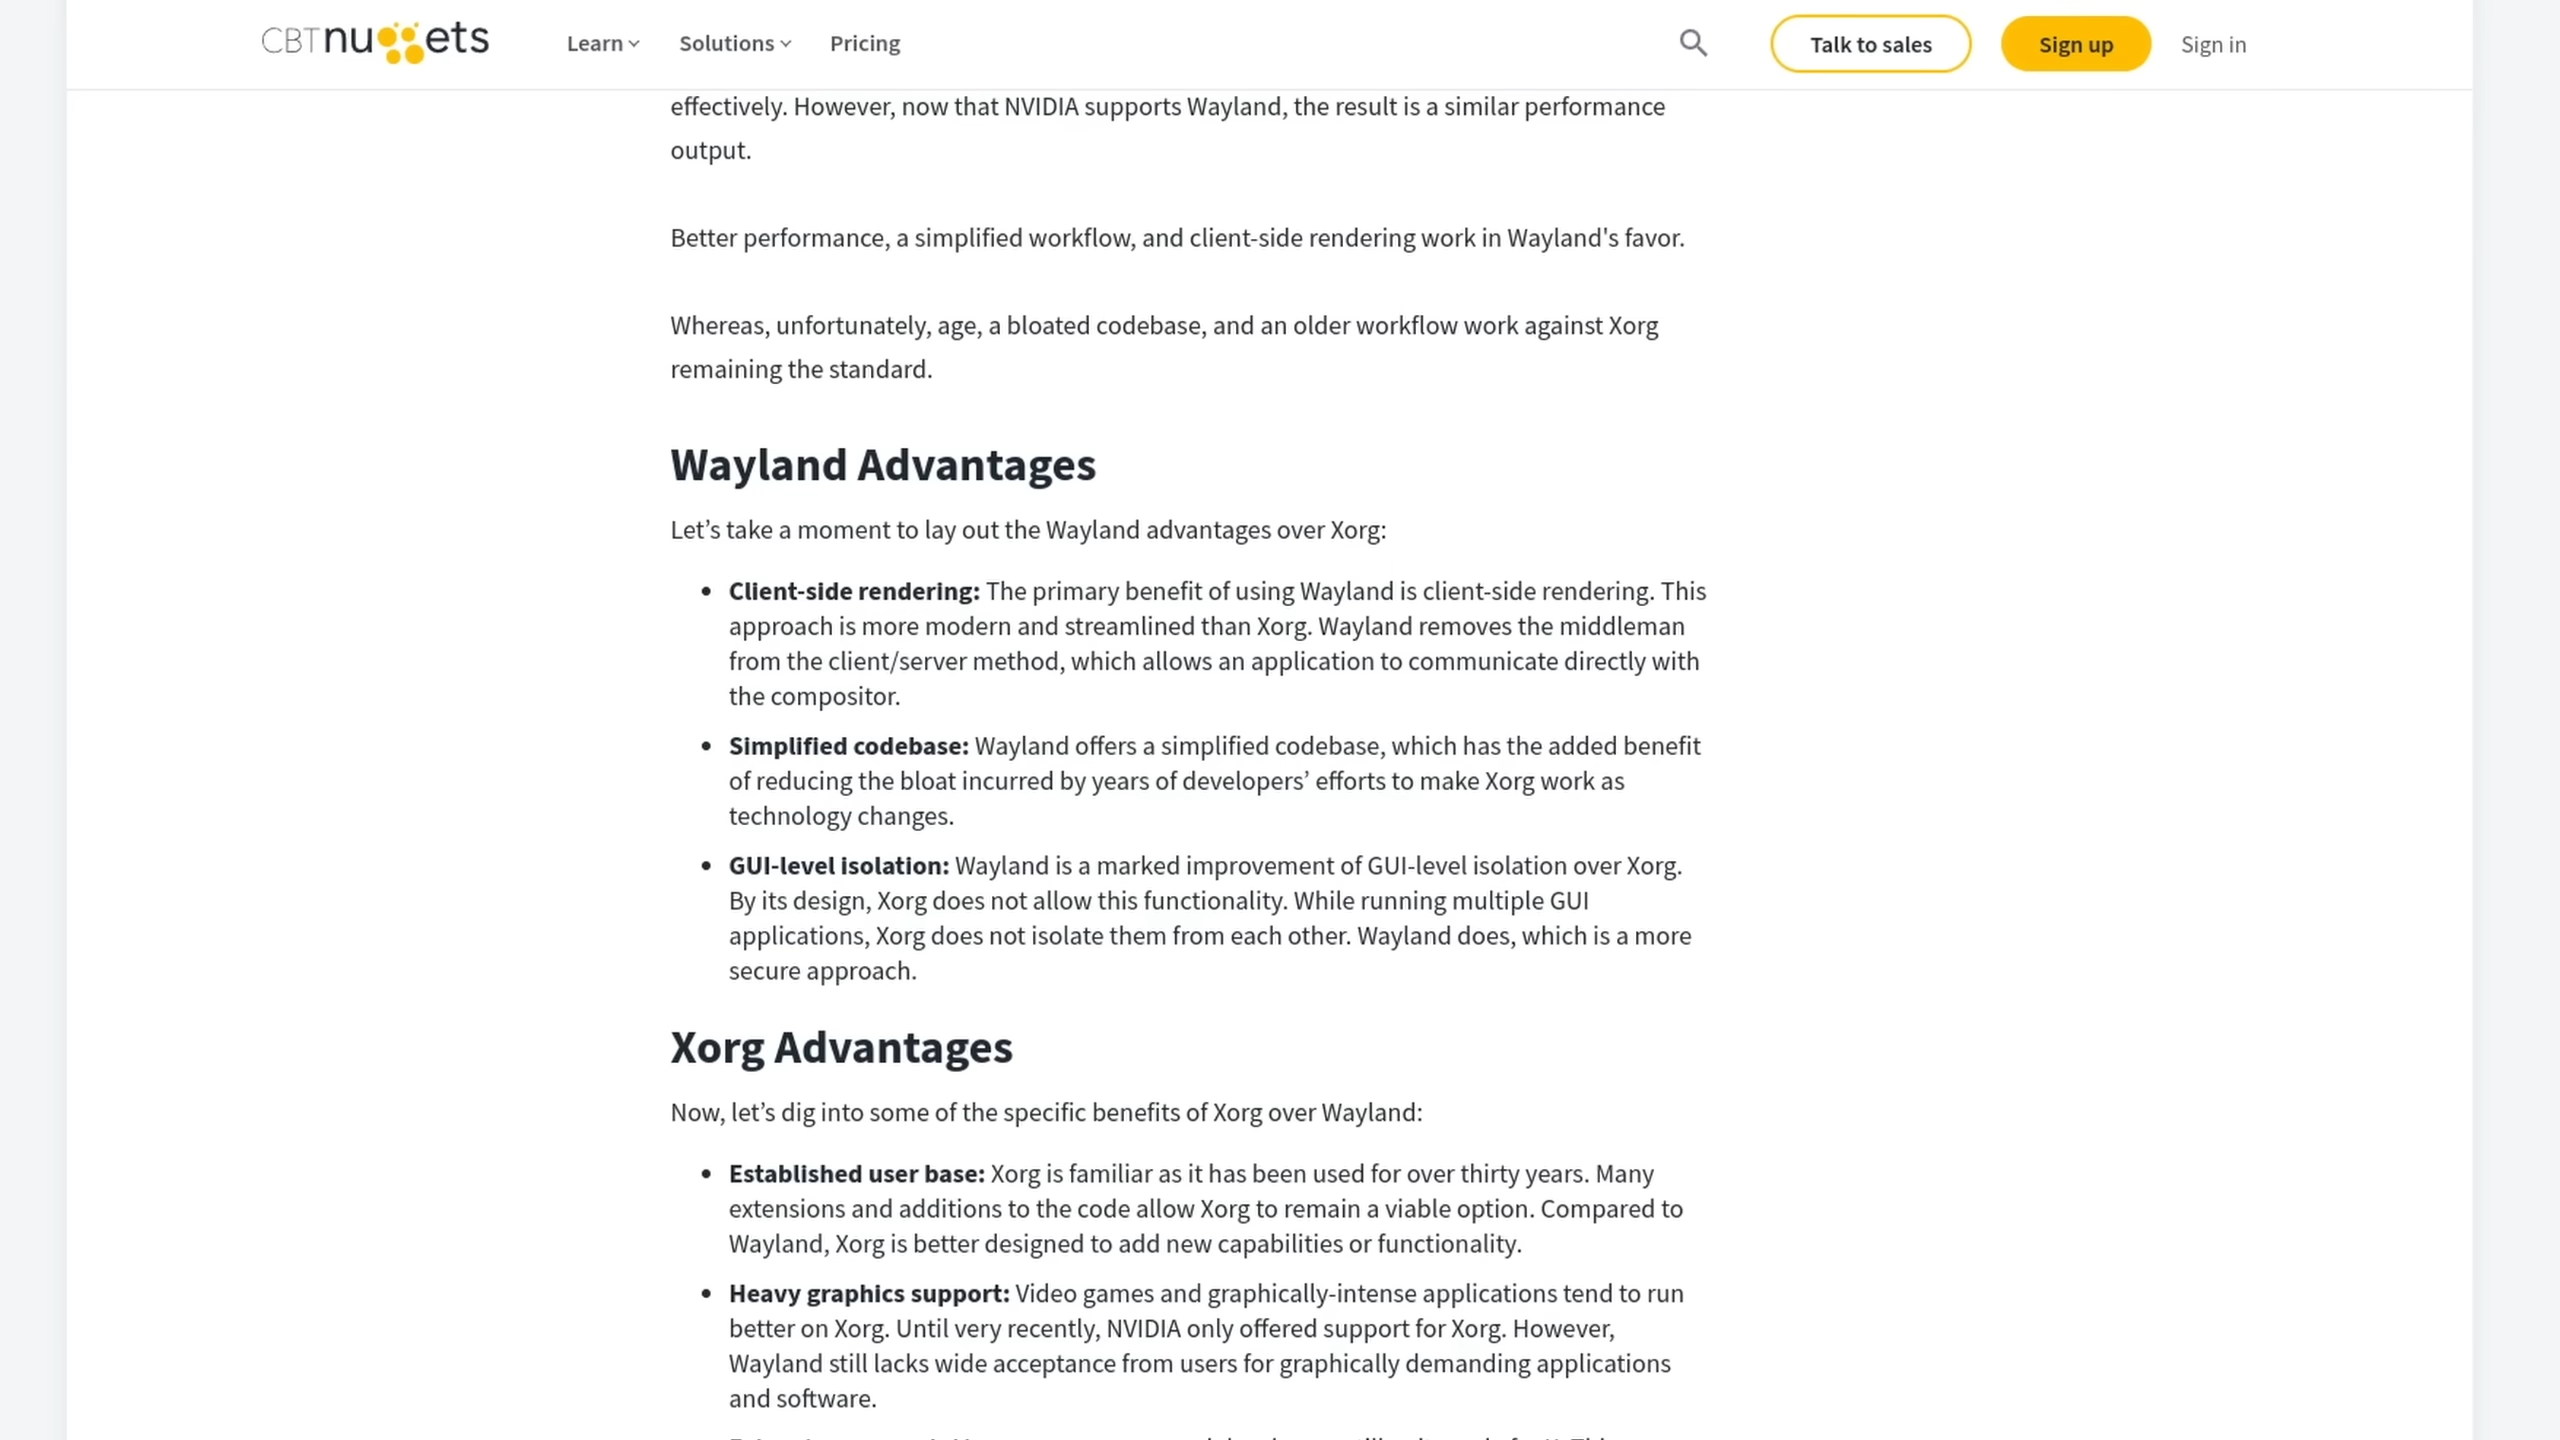 CBTnuggets
Learn
Solutions
Pricing
Talk to sales
Sign up
Sign in
effectively. However, now that NVIDIA supports Wayland, the result is a similar performance
output.
Better performance, a simplified workflow, and client-side rendering work in Wayland's favor.
Whereas, unfortunately, age, a bloated codebase, and an older workflow work against Xorg
remaining the standard.
Wayland Advantages
Let’s take a moment to lay out the Wayland advantages over Xorg:
• Client-side rendering: The primary benefit of using Wayland is client-side rendering. This
approach is more modern and streamlined than Xorg. Wayland removes the middleman
from the client/server method, which allows an application to communicate directly with
the compositor.
• Simplified codebase: Wayland offers a simplified codebase, which has the added benefit
of reducing the bloat incurred by years of developers’ efforts to make Xorg work as
technology changes.
• GUI-level isolation: Wayland is a marked improvement of GUI-level isolation over Xorg.
By its design, Xorg does not allow this functionality. While running multiple GUI
applications, Xorg does not isolate them from each other. Wayland does, which is a more
secure approach.
Xorg Advantages
Now, let’s dig into some of the specific benefits of Xorg over Wayland:
• Established user base: Xorg is familiar as it has been used for over thirty years. Many
extensions and additions to the code allow Xorg to remain a viable option. Compared to
Wayland, Xorg is better designed to add new capabilities or functionality.
• Heavy graphics support: Video games and graphically-intense applications tend to run
better on Xorg. Until very recently, NVIDIA only offered support for Xorg. However,
Wayland still lacks wide acceptance from users for graphically demanding applications
and software.